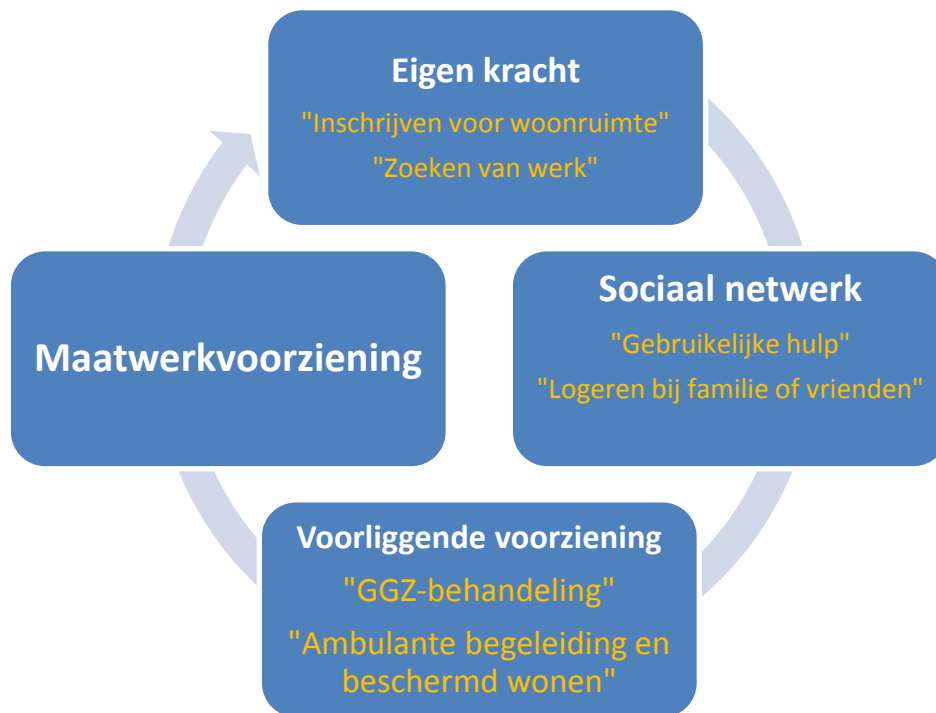 Eigen kracht
"Inschrijven voor woonruimte"
"Zoeken van werk"
Sociaal netwerk
"Gebruikelijke hulp"
"Logeren bij familie of vrienden"
Voorliggende voorziening
"GGZ-behandeling"
"Ambulante begeleiding en
beschermd wonen"
Maatwerkvoorziening